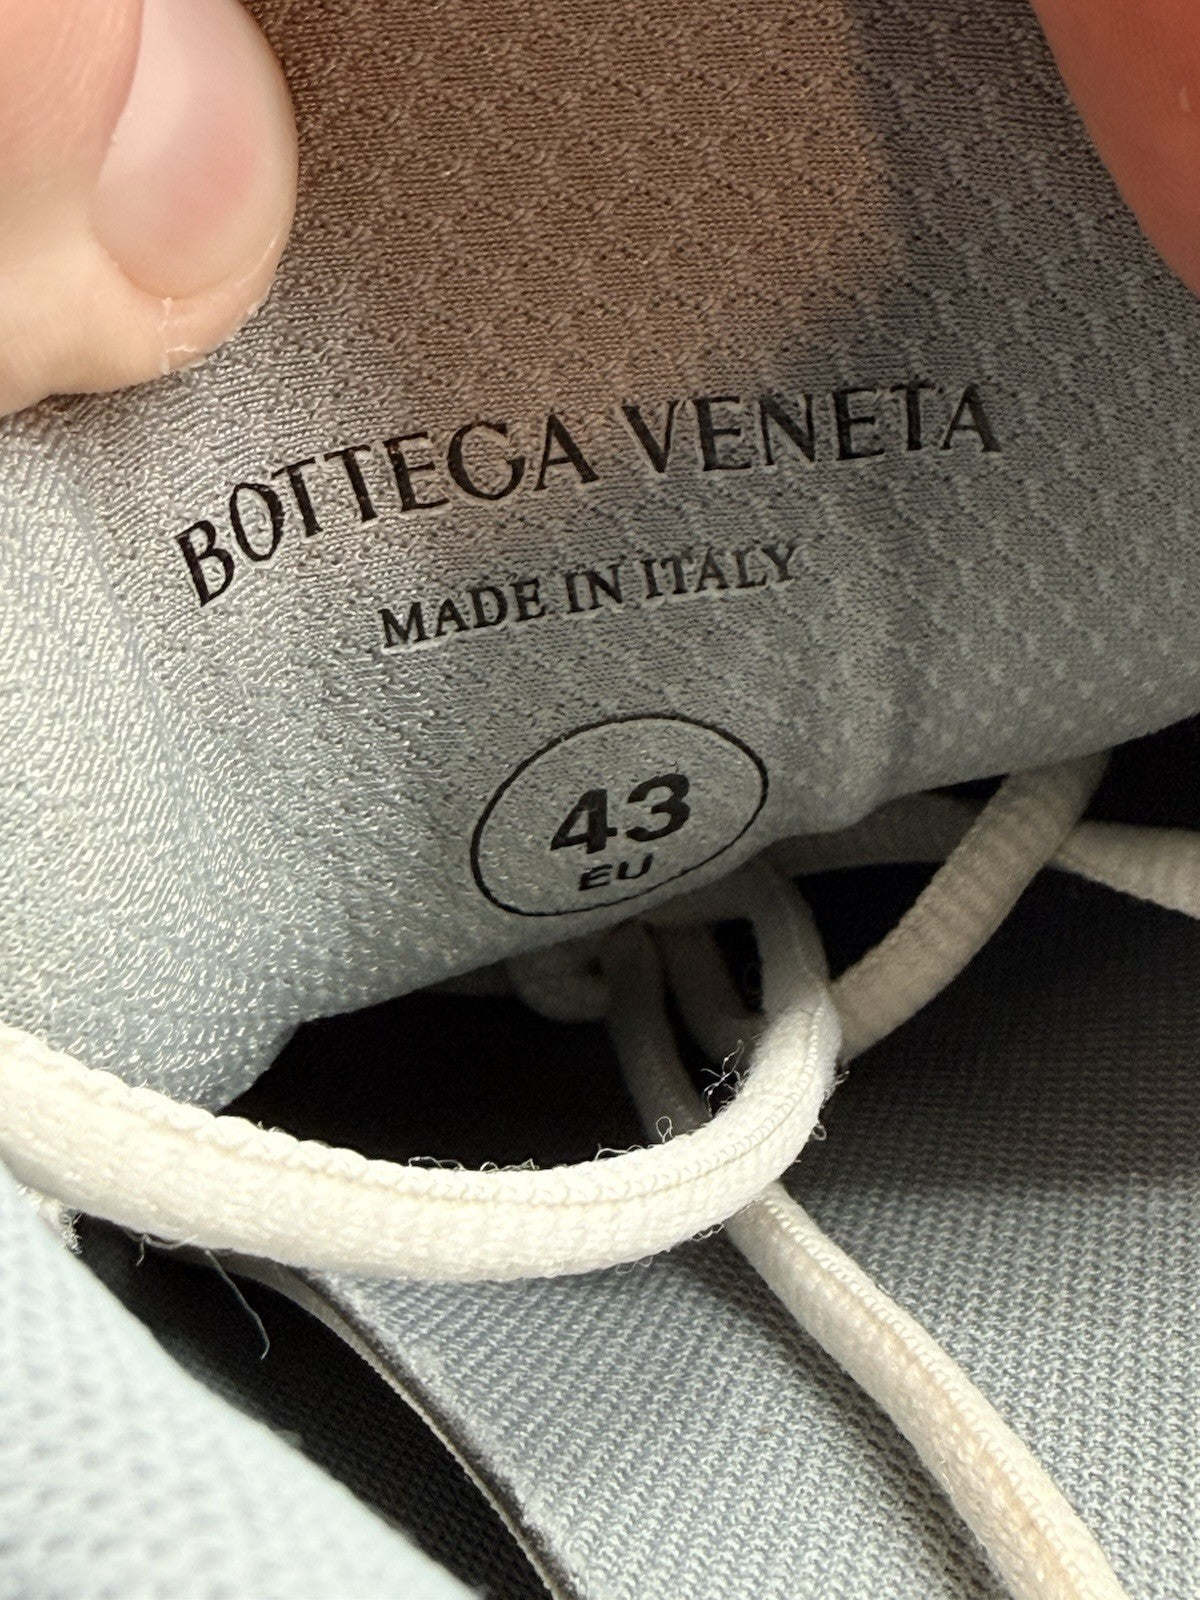 BOTTEGA VENETA
MADE IN ITALY
43
EU